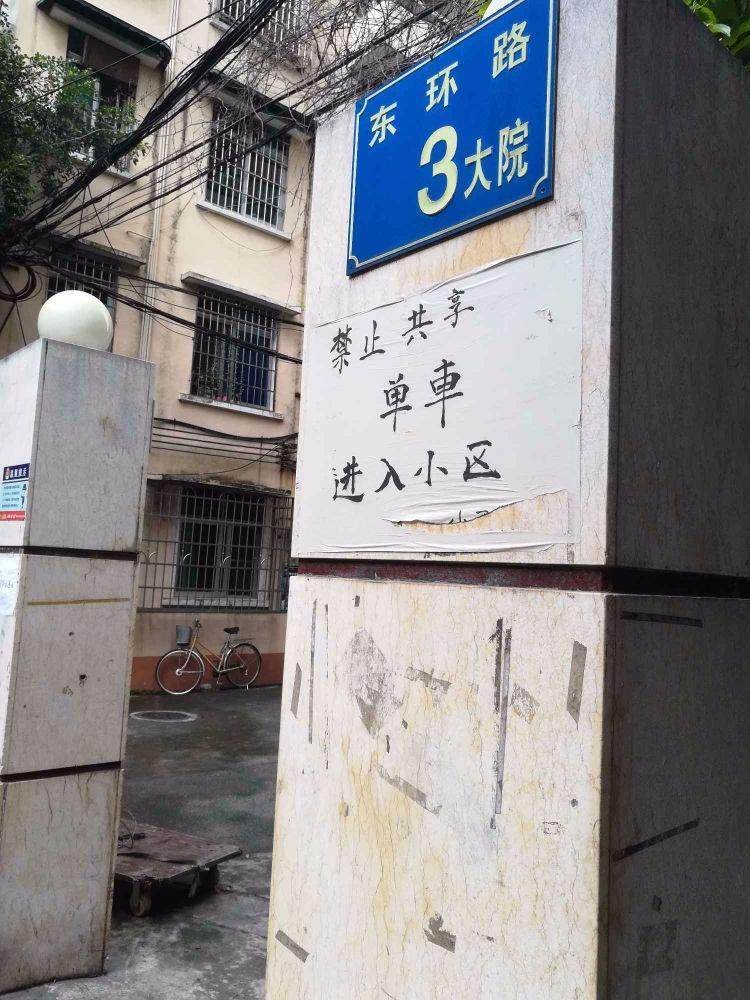 东环路
3大院
禁止共享
单車
进入小区